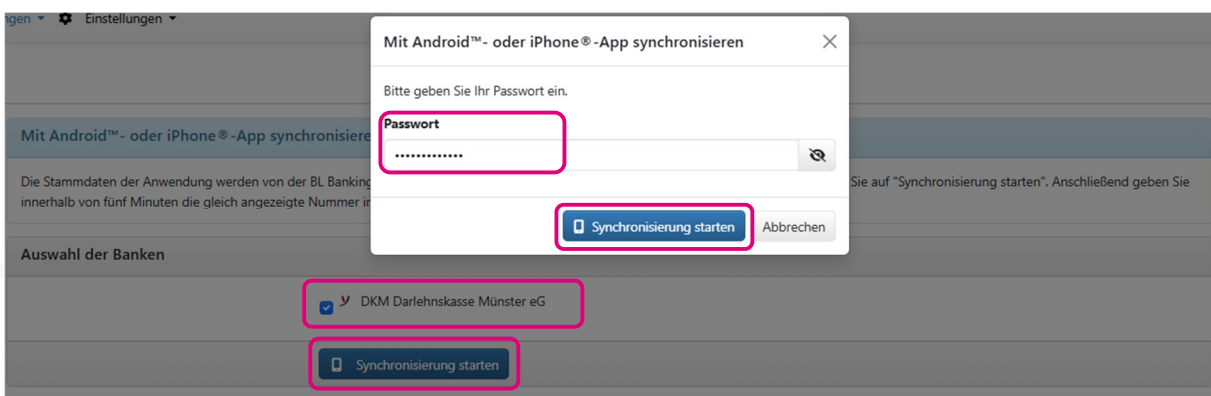 ngen Einstellungen
Mit Android™- oder iPhone®-App synchronisieren
Bitte geben Sie Ihr Passwort ein.
Passwort
•••••••••••••
Synchronisierung starten Abbrechen
Mit Android™- oder iPhone®-App synchronisiere
Die Stammdaten der Anwendung werden von der BL Banking
Sie auf "Synchronisierung starten". Anschließend geben Sie
innerhalb von fünf Minuten die gleich angezeigte Nummer in
Auswahl der Banken
DKM Darlehnskasse Münster eG
Synchronisierung starten